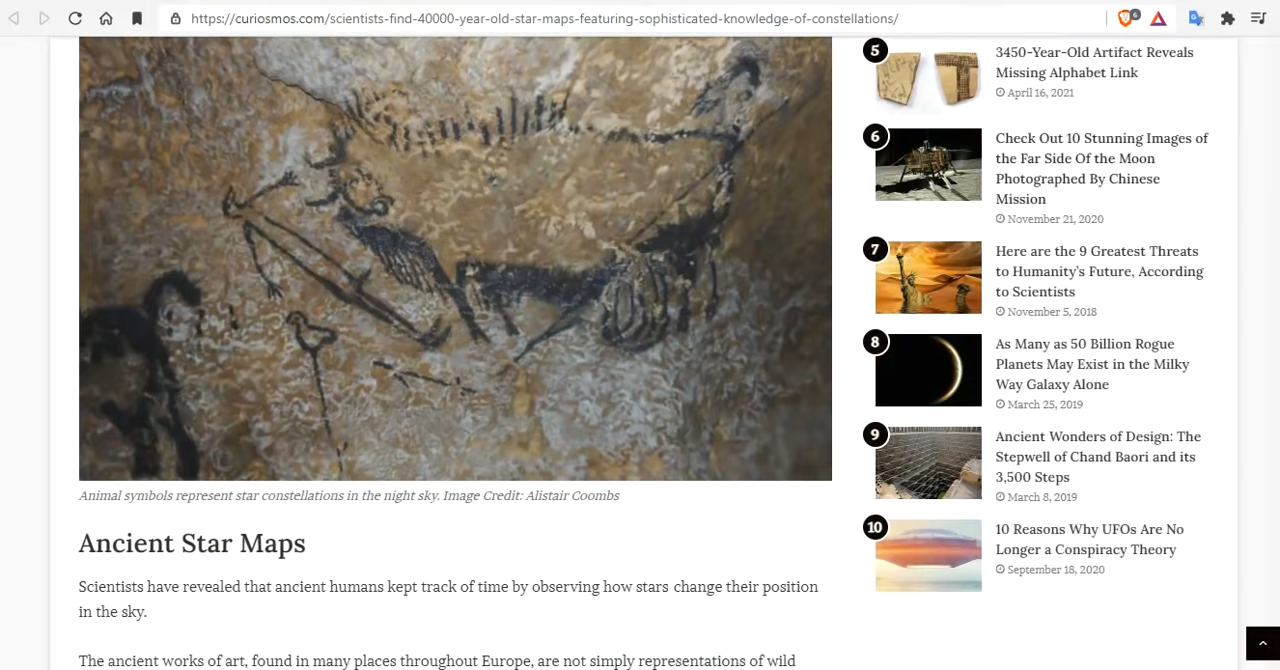 https://curiosmos.com/scientists-find-40000-year-old-star-maps-featuring-sophisticated-knowledge-of-constellations/
6
Animal symbols represent star constellations in the night sky. Image Credit: Alistair Coombs
Ancient Star Maps
Scientists have revealed that ancient humans kept track of time by observing how stars change their position
in the sky.
The ancient works of art, found in many places throughout Europe, are not simply representations of wild
5
3450-Year-Old Artifact Reveals
Missing Alphabet Link
April 16, 2021
6
Check Out 10 Stunning Images of
the Far Side Of the Moon
Photographed By Chinese
Mission
November 21, 2020
7
Here are the 9 Greatest Threats
to Humanity's Future, According
to Scientists
November 5, 2018
8
As Many as 50 Billion Rogue
Planets May Exist in the Milky
Way Galaxy Alone
March 25, 2019
9
Ancient Wonders of Design: The
Stepwell of Chand Baori and its
3,500 Steps
March 8, 2019
10
10 Reasons Why UFOs Are No
Longer a Conspiracy Theory
September 18, 2020